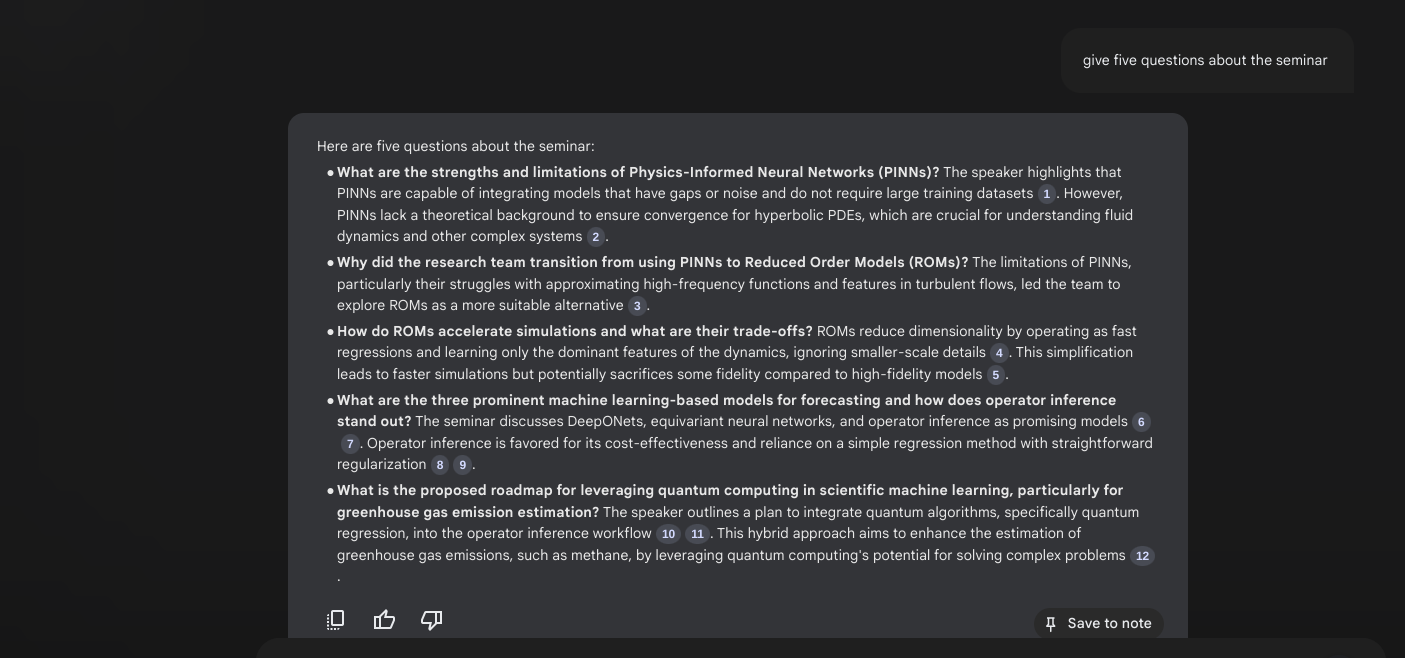 give five questions about the seminar
Here are five questions about the seminar:
● What are the strengths and limitations of Physics-Informed Neural Networks (PINNs)? The speaker highlights that
PINNs are capable of integrating models that have gaps or noise and do not require large training datasets 1 . However,
PINNs lack a theoretical background to ensure convergence for hyperbolic PDEs, which are crucial for understanding fluid
dynamics and other complex systems 2 .
● Why did the research team transition from using PINNs to Reduced Order Models (ROMs)? The limitations of PINNs,
particularly their struggles with approximating high-frequency functions and features in turbulent flows, led the team to
explore ROMs as a more suitable alternative 3 .
● How do ROMs accelerate simulations and what are their trade-offs? ROMs reduce dimensionality by operating as fast
regressions and learning only the dominant features of the dynamics, ignoring smaller-scale details 4 . This simplification
leads to faster simulations but potentially sacrifices some fidelity compared to high-fidelity models 5 .
● What are the three prominent machine learning-based models for forecasting and how does operator inference
stand out? The seminar discusses DeepONets, equivariant neural networks, and operator inference as promising models 6
7 . Operator inference is favored for its cost-effectiveness and reliance on a simple regression method with straightforward
regularization 8 9 .
● What is the proposed roadmap for leveraging quantum computing in scientific machine learning, particularly for
greenhouse gas emission estimation? The speaker outlines a plan to integrate quantum algorithms, specifically quantum
regression, into the operator inference workflow 10 11 . This hybrid approach aims to enhance the estimation of
greenhouse gas emissions, such as methane, by leveraging quantum computing's potential for solving complex problems 12
.
Save to note